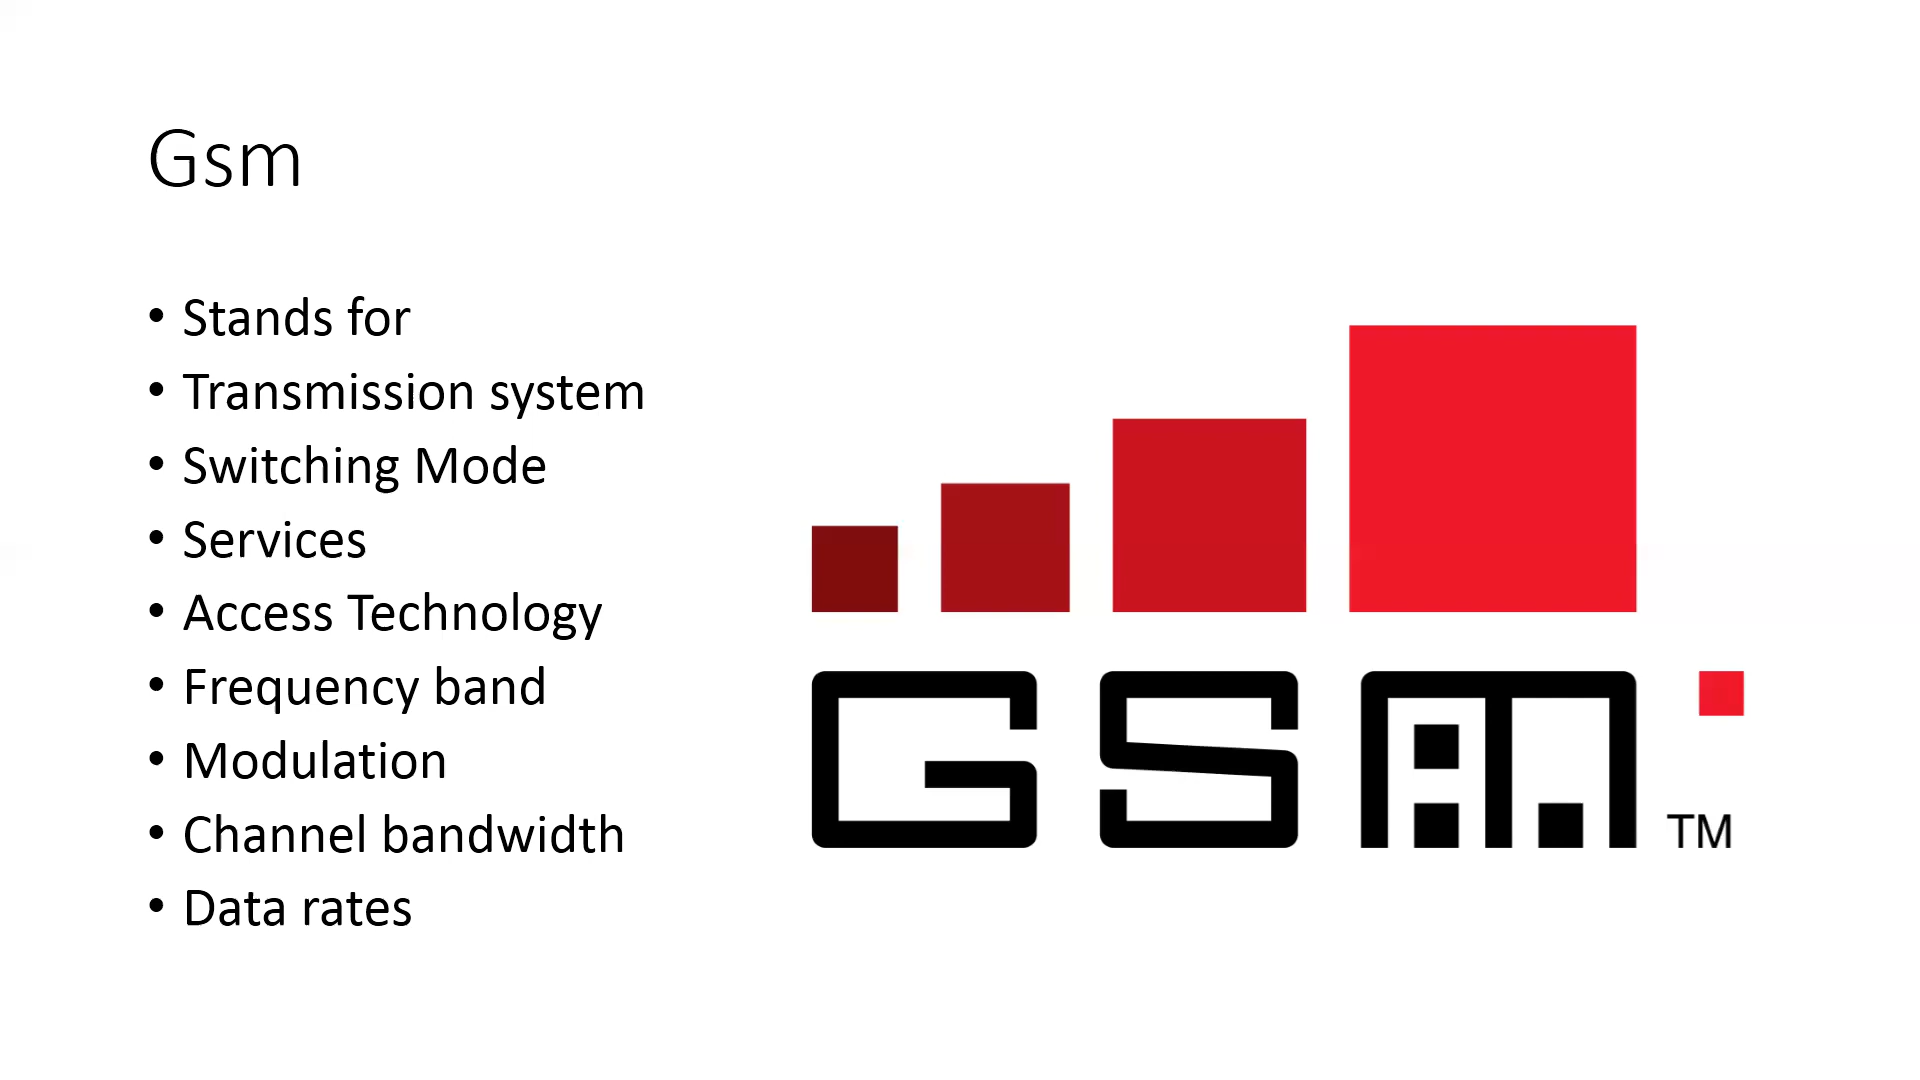 Gsm
• Stands for
• Transmission system
• Switching Mode
• Services
• Access Technology
• Frequency band
• Modulation
• Channel bandwidth
• Data rates
GSM TM